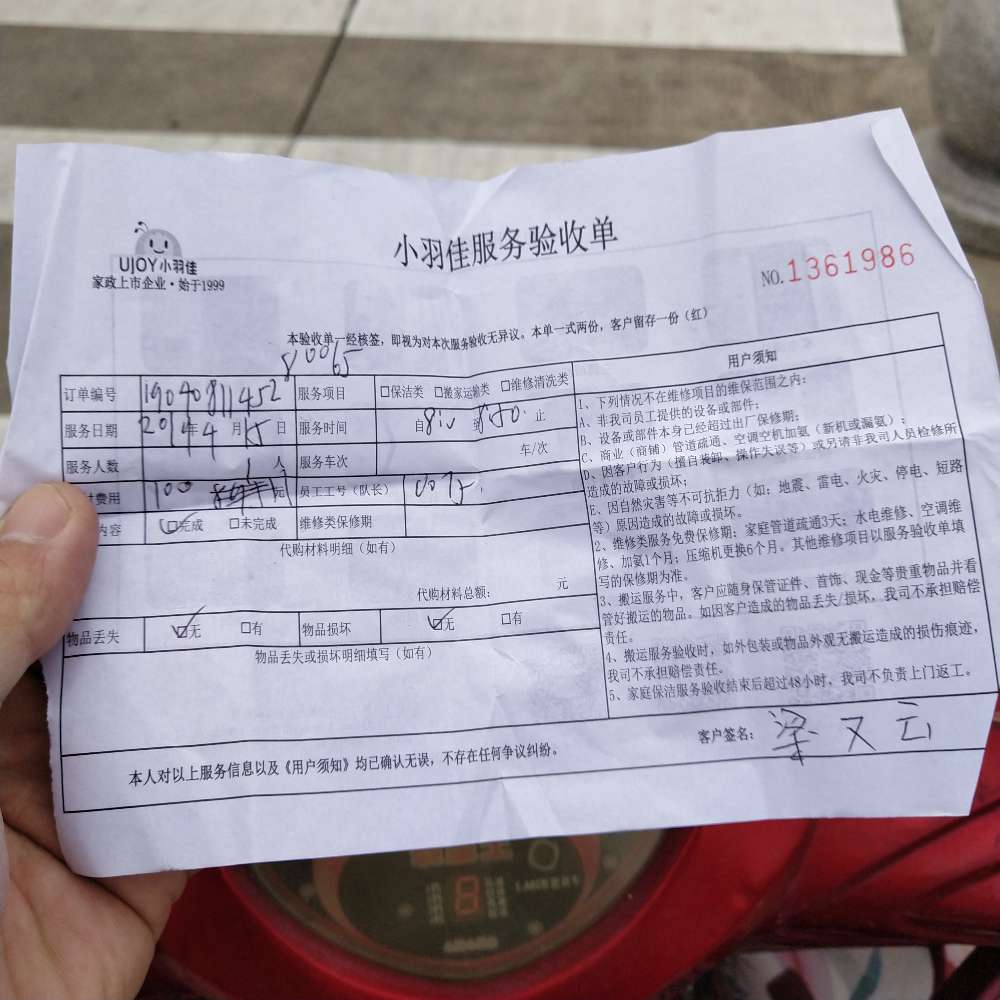 UJOY小羽佳
家政上市企业·始于1999
小羽佳服务验收单
NO.1361986
本验收单一经核签，即视为对本次服务验收无异议。本单一式两份，客户留存一份（红）
80065
订单编号 19040811452 服务项目 □保洁类 □搬家运输类 □维修清洗类
服务日期 年4月15日 服务时间 自 到 止
服务人数 1人 服务车次 车/次
付费用 100 元 员工工号（队长）
内容 ☑完成 □未完成 维修类保修期
代购材料明细（如有）
代购材料总额： 元
物品丢失 ☑无 □有 物品损坏 ☑无 □有
物品丢失或损坏明细填写（如有）
用户须知
1、下列情况不在维修项目的维保范围之内：
A、非我司员工提供的设备或部件；
B、设备或部件本身已经超过出厂保修期；
C、商业（商铺）管道疏通、空调空机加氨（新机或漏氨）；
D、因客户行为（擅自装卸、操作失误等）或另请非我司人员检修所
造成的故障或损坏；
E、因自然灾害等不可抗拒力（如：地震、雷电、火灾、停电、短路
等）原因造成的故障或损坏。
2、维修类服务免费保修期：家庭管道疏通3天；水电维修、空调维
修、加氨1个月；压缩机更换6个月。其他维修项目以服务验收单填
写的保修期为准。
3、搬运服务中，客户应随身保管证件、首饰、现金等贵重物品并看
管好搬运的物品。如因客户造成的物品丢失/损坏，我司不承担赔偿
责任。
4、搬运服务验收时，如外包装或物品外观无搬运造成的损伤痕迹，
我司不承担赔偿责任。
5、家庭保洁服务验收结束后超过48小时，我司不负责上门返工。
本人对以上服务信息以及《用户须知》均已确认无误，不存在任何争议纠纷。
客户签名：梁又云
8